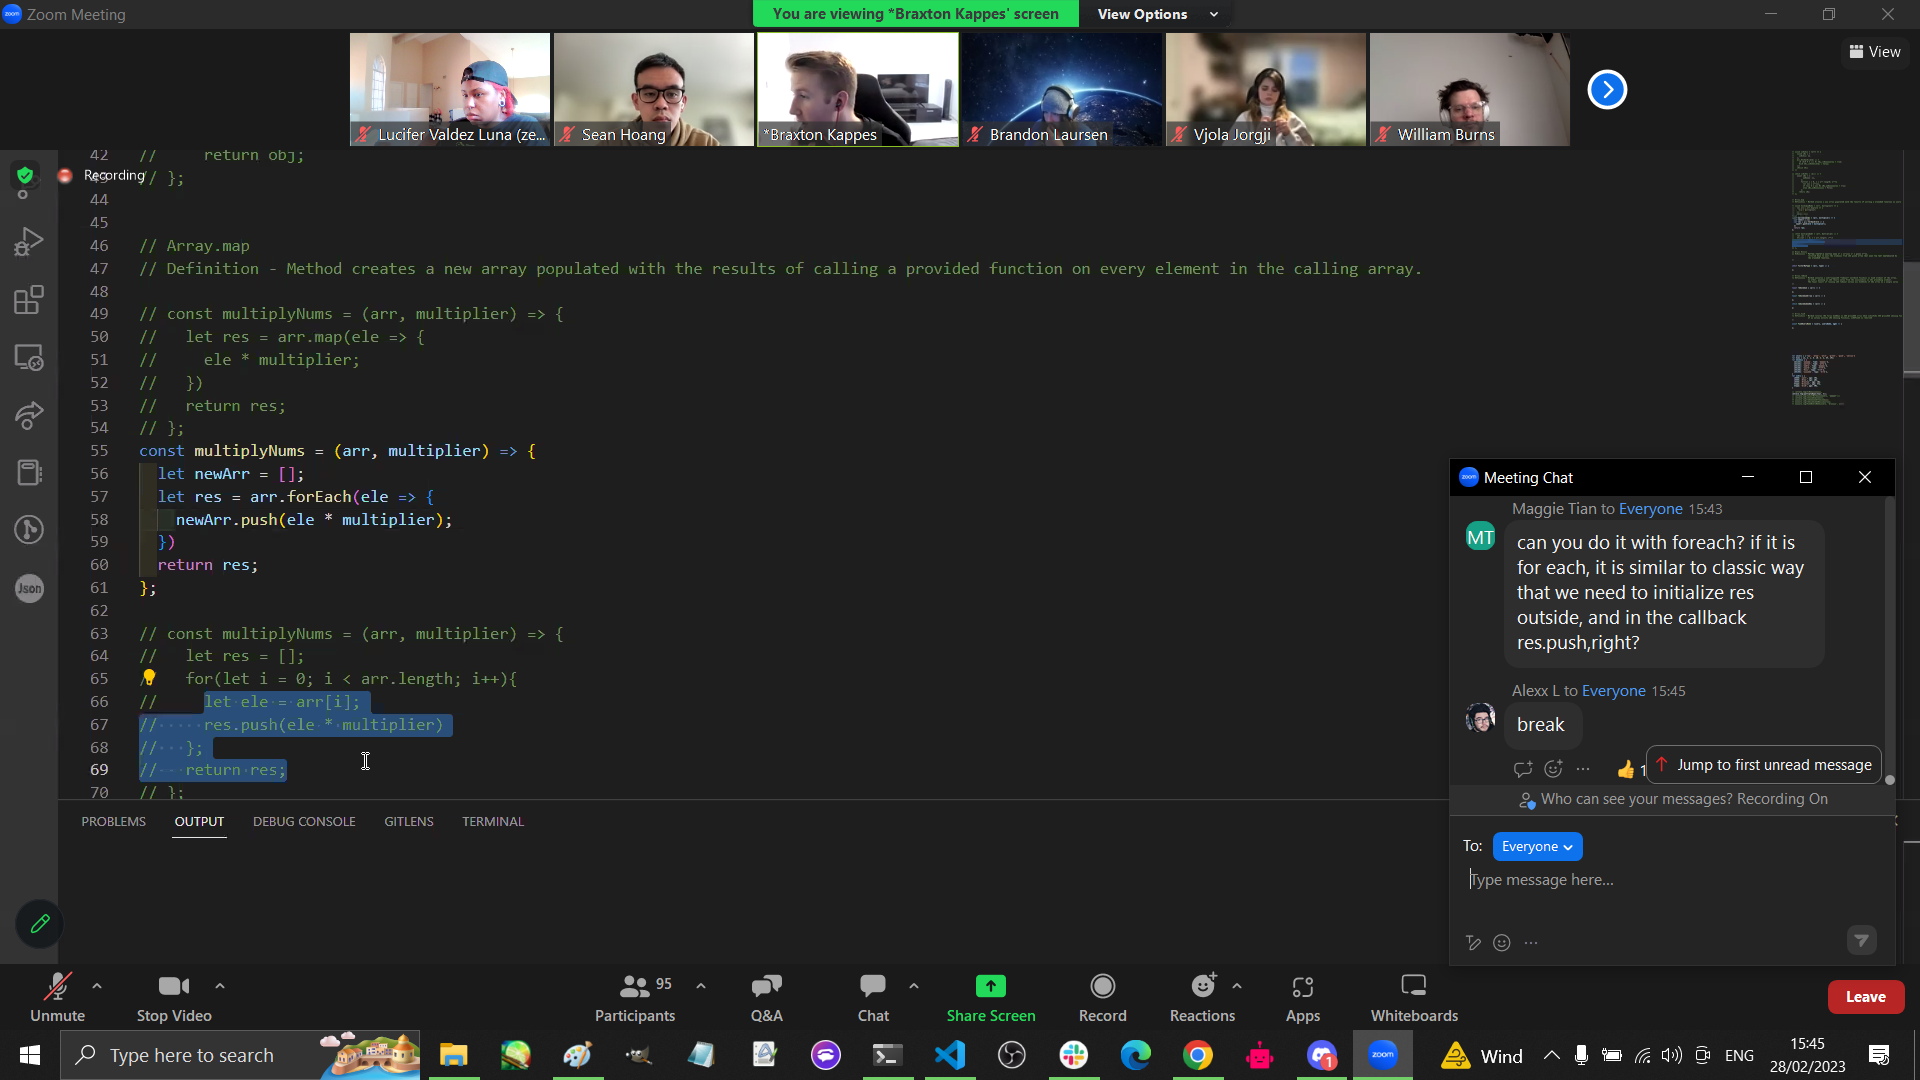 Zoom Meeting
You are viewing *Braxton Kappes' screen
View Options
View
Lucifer Valdez Luna (ze...
Sean Hoang
*Braxton Kappes
Brandon Laursen
Vjola Jorgji
William Burns
Recording
42 // return obj;
43 // };
44
45
46 // Array.map
47 // Definition - Method creates a new array populated with the results of calling a provided function on every element in the calling array.
48
49 // const multiplyNums = (arr, multiplier) => {
50 // let res = arr.map(ele => {
51 // ele * multiplier;
52 // })
53 // return res;
54 // };
55 const multiplyNums = (arr, multiplier) => {
56 let newArr = [];
57 let res = arr.forEach(ele => {
58 newArr.push(ele * multiplier);
59 })
60 return res;
61 };
62
63 // const multiplyNums = (arr, multiplier) => {
64 // let res = [];
65 for(let i = 0; i < arr.length; i++){
66 // let ele = arr[i];
67 // res.push(ele * multiplier)
68 // };
69 // return res;
70 // };
Json
PROBLEMS
OUTPUT
DEBUG CONSOLE
GITLENS
TERMINAL
Meeting Chat
Maggie Tian to Everyone 15:43
MT
can you do it with foreach? if it is
for each, it is similar to classic way
that we need to initialize res
outside, and in the callback
res.push,right?
Alexx L to Everyone 15:45
break
👍 1
Jump to first unread message
Who can see your messages? Recording On
To: Everyone
Type message here...
Unmute
Stop Video
95
Participants
Q&A
Chat
Share Screen
Record
Reactions
Apps
Whiteboards
Leave
Type here to search
1
zoom
Wind
ENG
15:45
28/02/2023